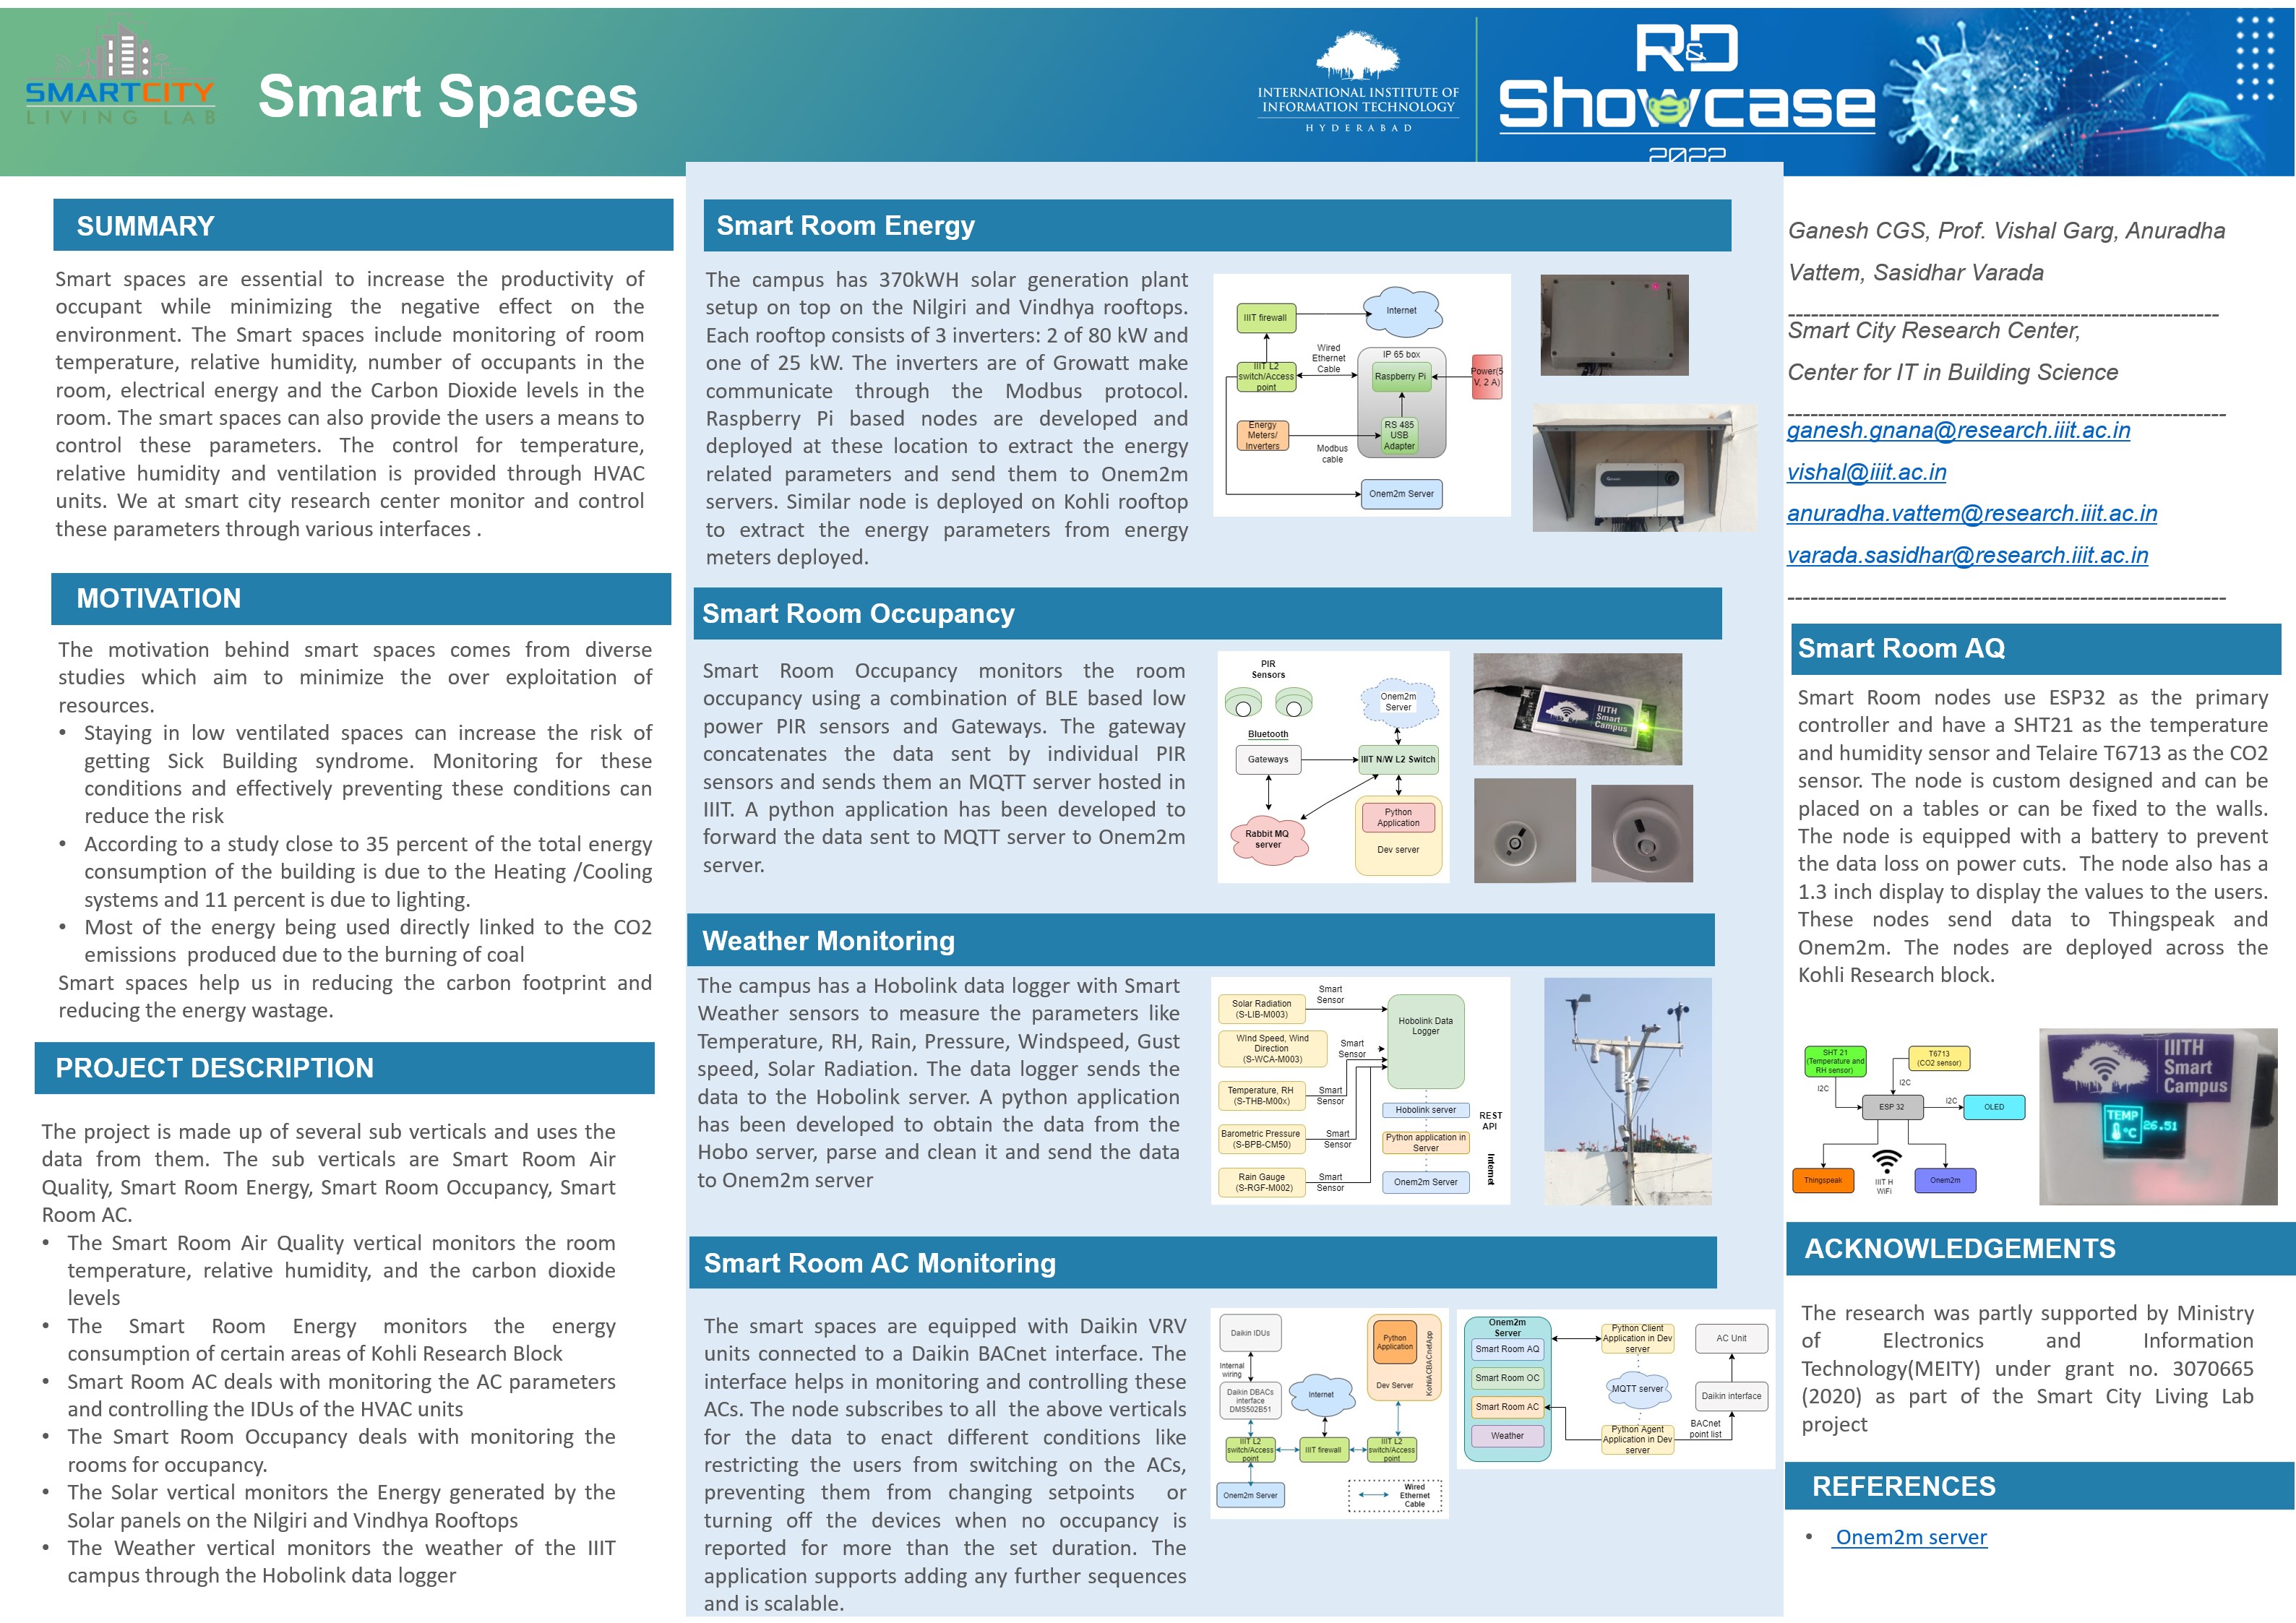 SMARTCITY
LIVING LAB
Smart Spaces
INTERNATIONAL INSTITUTE OF
INFORMATION TECHNOLOGY
HYDERABAD
R&D
Showcase
2022
SUMMARY
Smart spaces are essential to increase the productivity of
occupant while minimizing the negative effect on the
environment. The Smart spaces include monitoring of room
temperature, relative humidity, number of occupants in the
room, electrical energy and the Carbon Dioxide levels in the
room. The smart spaces can also provide the users a means to
control these parameters. The control for temperature,
relative humidity and ventilation is provided through HVAC
units. We at smart city research center monitor and control
these parameters through various interfaces .
MOTIVATION
The motivation behind smart spaces comes from diverse
studies which aim to minimize the over exploitation of
resources.
• Staying in low ventilated spaces can increase the risk of
getting Sick Building syndrome. Monitoring for these
conditions and effectively preventing these conditions can
reduce the risk
• According to a study close to 35 percent of the total energy
consumption of the building is due to the Heating /Cooling
systems and 11 percent is due to lighting.
• Most of the energy being used directly linked to the CO2
emissions produced due to the burning of coal
Smart spaces help us in reducing the carbon footprint and
reducing the energy wastage.
PROJECT DESCRIPTION
The project is made up of several sub verticals and uses the
data from them. The sub verticals are Smart Room Air
Quality, Smart Room Energy, Smart Room Occupancy, Smart
Room AC.
• The Smart Room Air Quality vertical monitors the room
temperature, relative humidity, and the carbon dioxide
levels
• The Smart Room Energy monitors the energy
consumption of certain areas of Kohli Research Block
• Smart Room AC deals with monitoring the AC parameters
and controlling the IDUs of the HVAC units
• The Smart Room Occupancy deals with monitoring the
rooms for occupancy.
• The Solar vertical monitors the Energy generated by the
Solar panels on the Nilgiri and Vindhya Rooftops
• The Weather vertical monitors the weather of the IIIT
campus through the Hobolink data logger
Smart Room Energy
The campus has 370kWH solar generation plant
setup on top on the Nilgiri and Vindhya rooftops.
Each rooftop consists of 3 inverters: 2 of 80 kW and
one of 25 kW. The inverters are of Growatt make
communicate through the Modbus protocol.
Raspberry Pi based nodes are developed and
deployed at these location to extract the energy
related parameters and send them to Onem2m
servers. Similar node is deployed on Kohli rooftop
to extract the energy parameters from energy
meters deployed.
IIIT firewall
Internet
IIIT L2
switch/Access
point
Wired
Ethernet
Cable
IP 65 box
Raspberry Pi
Power(5
V, 2 A)
Energy
Meters/
Inverters
Modbus
cable
RS 485
USB
Adapter
Onem2m Server
Smart Room Occupancy
Smart Room Occupancy monitors the room
occupancy using a combination of BLE based low
power PIR sensors and Gateways. The gateway
concatenates the data sent by individual PIR
sensors and sends them an MQTT server hosted in
IIIT. A python application has been developed to
forward the data sent to MQTT server to Onem2m
server.
PIR
Sensors
Onem2m
Server
Bluetooth
Gateways
IIIT N/W L2 Switch
Rabbit MQ
server
Python
Application
Dev server
IIITH
Smart
Campus
Weather Monitoring
The campus has a Hobolink data logger with Smart
Weather sensors to measure the parameters like
Temperature, RH, Rain, Pressure, Windspeed, Gust
speed, Solar Radiation. The data logger sends the
data to the Hobolink server. A python application
has been developed to obtain the data from the
Hobo server, parse and clean it and send the data
to Onem2m server
Solar Radiation
(S-LIB-M003)
Smart
Sensor
WInd Speed, Wind
Direction
(S-WCA-M003)
Smart
Sensor
Temperature, RH
(S-THB-M00x)
Smart
Sensor
Barometric Pressure
(S-BPB-CM50)
Smart
Sensor
Rain Gauge
(S-RGF-M002)
Smart
Sensor
Hobolink Data
Logger
Hobolink server
REST
API
Python application in
Server
Internet
Onem2m Server
Smart Room AC Monitoring
The smart spaces are equipped with Daikin VRV
units connected to a Daikin BACnet interface. The
interface helps in monitoring and controlling these
ACs. The node subscribes to all the above verticals
for the data to enact different conditions like
restricting the users from switching on the ACs,
preventing them from changing setpoints or
turning off the devices when no occupancy is
reported for more than the set duration. The
application supports adding any further sequences
and is scalable.
Daikin IDUs
Internal
wiring
Daikin DBACs
interface
DMS502B51
Internet
Python
Application
Dev Server
KohliACBACnetApp
IIIT L2
switch/Access
point
IIIT firewall
IIIT L2
switch/Access
point
Onem2m Server
Wired
Ethernet
Cable
Onem2m
Server
Smart Room AQ
Smart Room OC
Smart Room AC
Weather
Python Client
Application in Dev
server
MQTT server
Python Agent
Application in Dev
server
AC Unit
Daikin interface
BACnet
point list
Ganesh CGS, Prof. Vishal Garg, Anuradha
Vattem, Sasidhar Varada
Smart City Research Center,
Center for IT in Building Science
ganesh.gnana@research.iiit.ac.in
vishal@iiit.ac.in
anuradha.vattem@research.iiit.ac.in
varada.sasidhar@research.iiit.ac.in
Smart Room AQ
Smart Room nodes use ESP32 as the primary
controller and have a SHT21 as the temperature
and humidity sensor and Telaire T6713 as the CO2
sensor. The node is custom designed and can be
placed on a tables or can be fixed to the walls.
The node is equipped with a battery to prevent
the data loss on power cuts. The node also has a
1.3 inch display to display the values to the users.
These nodes send data to Thingspeak and
Onem2m. The nodes are deployed across the
Kohli Research block.
SHT 21
(Temperature and
RH sensor)
T6713
(CO2 sensor)
I2C
I2C
ESP 32
I2C
OLED
Thingspeak
IIIT H
WiFi
Onem2m
IIITH
Smart
Campus
TEMP
°C
26.51
ACKNOWLEDGEMENTS
The research was partly supported by Ministry
of Electronics and Information
Technology(MEITY) under grant no. 3070665
(2020) as part of the Smart City Living Lab
project
REFERENCES
• Onem2m server